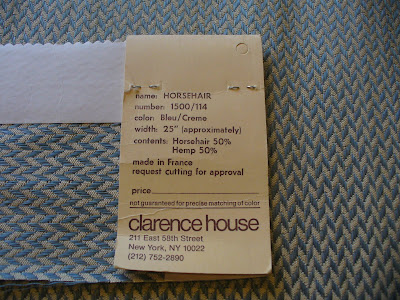 name: HORSEHAIR
number: 1500/114
color: Bleu/Creme
width: 25" (approximately)
contents: Horsehair 50%
Hemp 50%
made in France
request cutting for approval
price
not guaranteed for precise matching of color
clarence house
211 East 58th Street
New York, NY 10022
(212) 752-2890